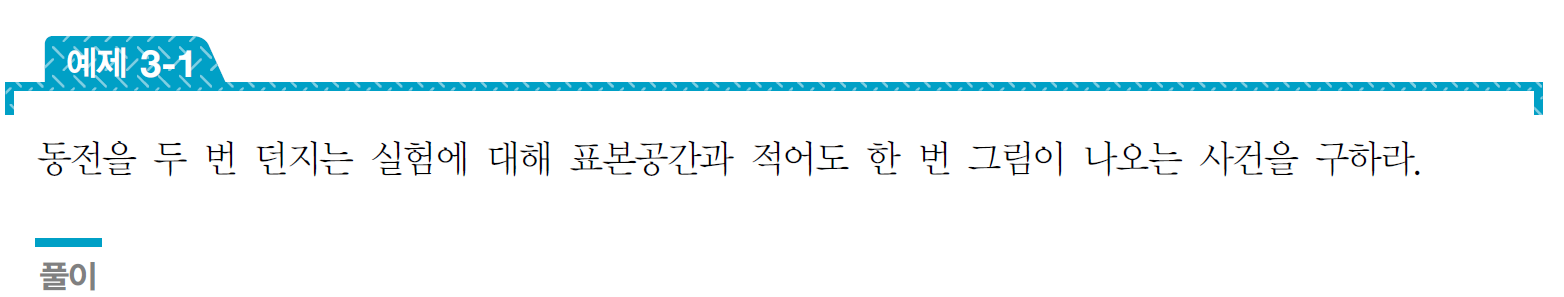 예제 3-1
동전을 두 번 던지는 실험에 대해 표본공간과 적어도 한 번 그림이 나오는 사건을 구하라.
풀이